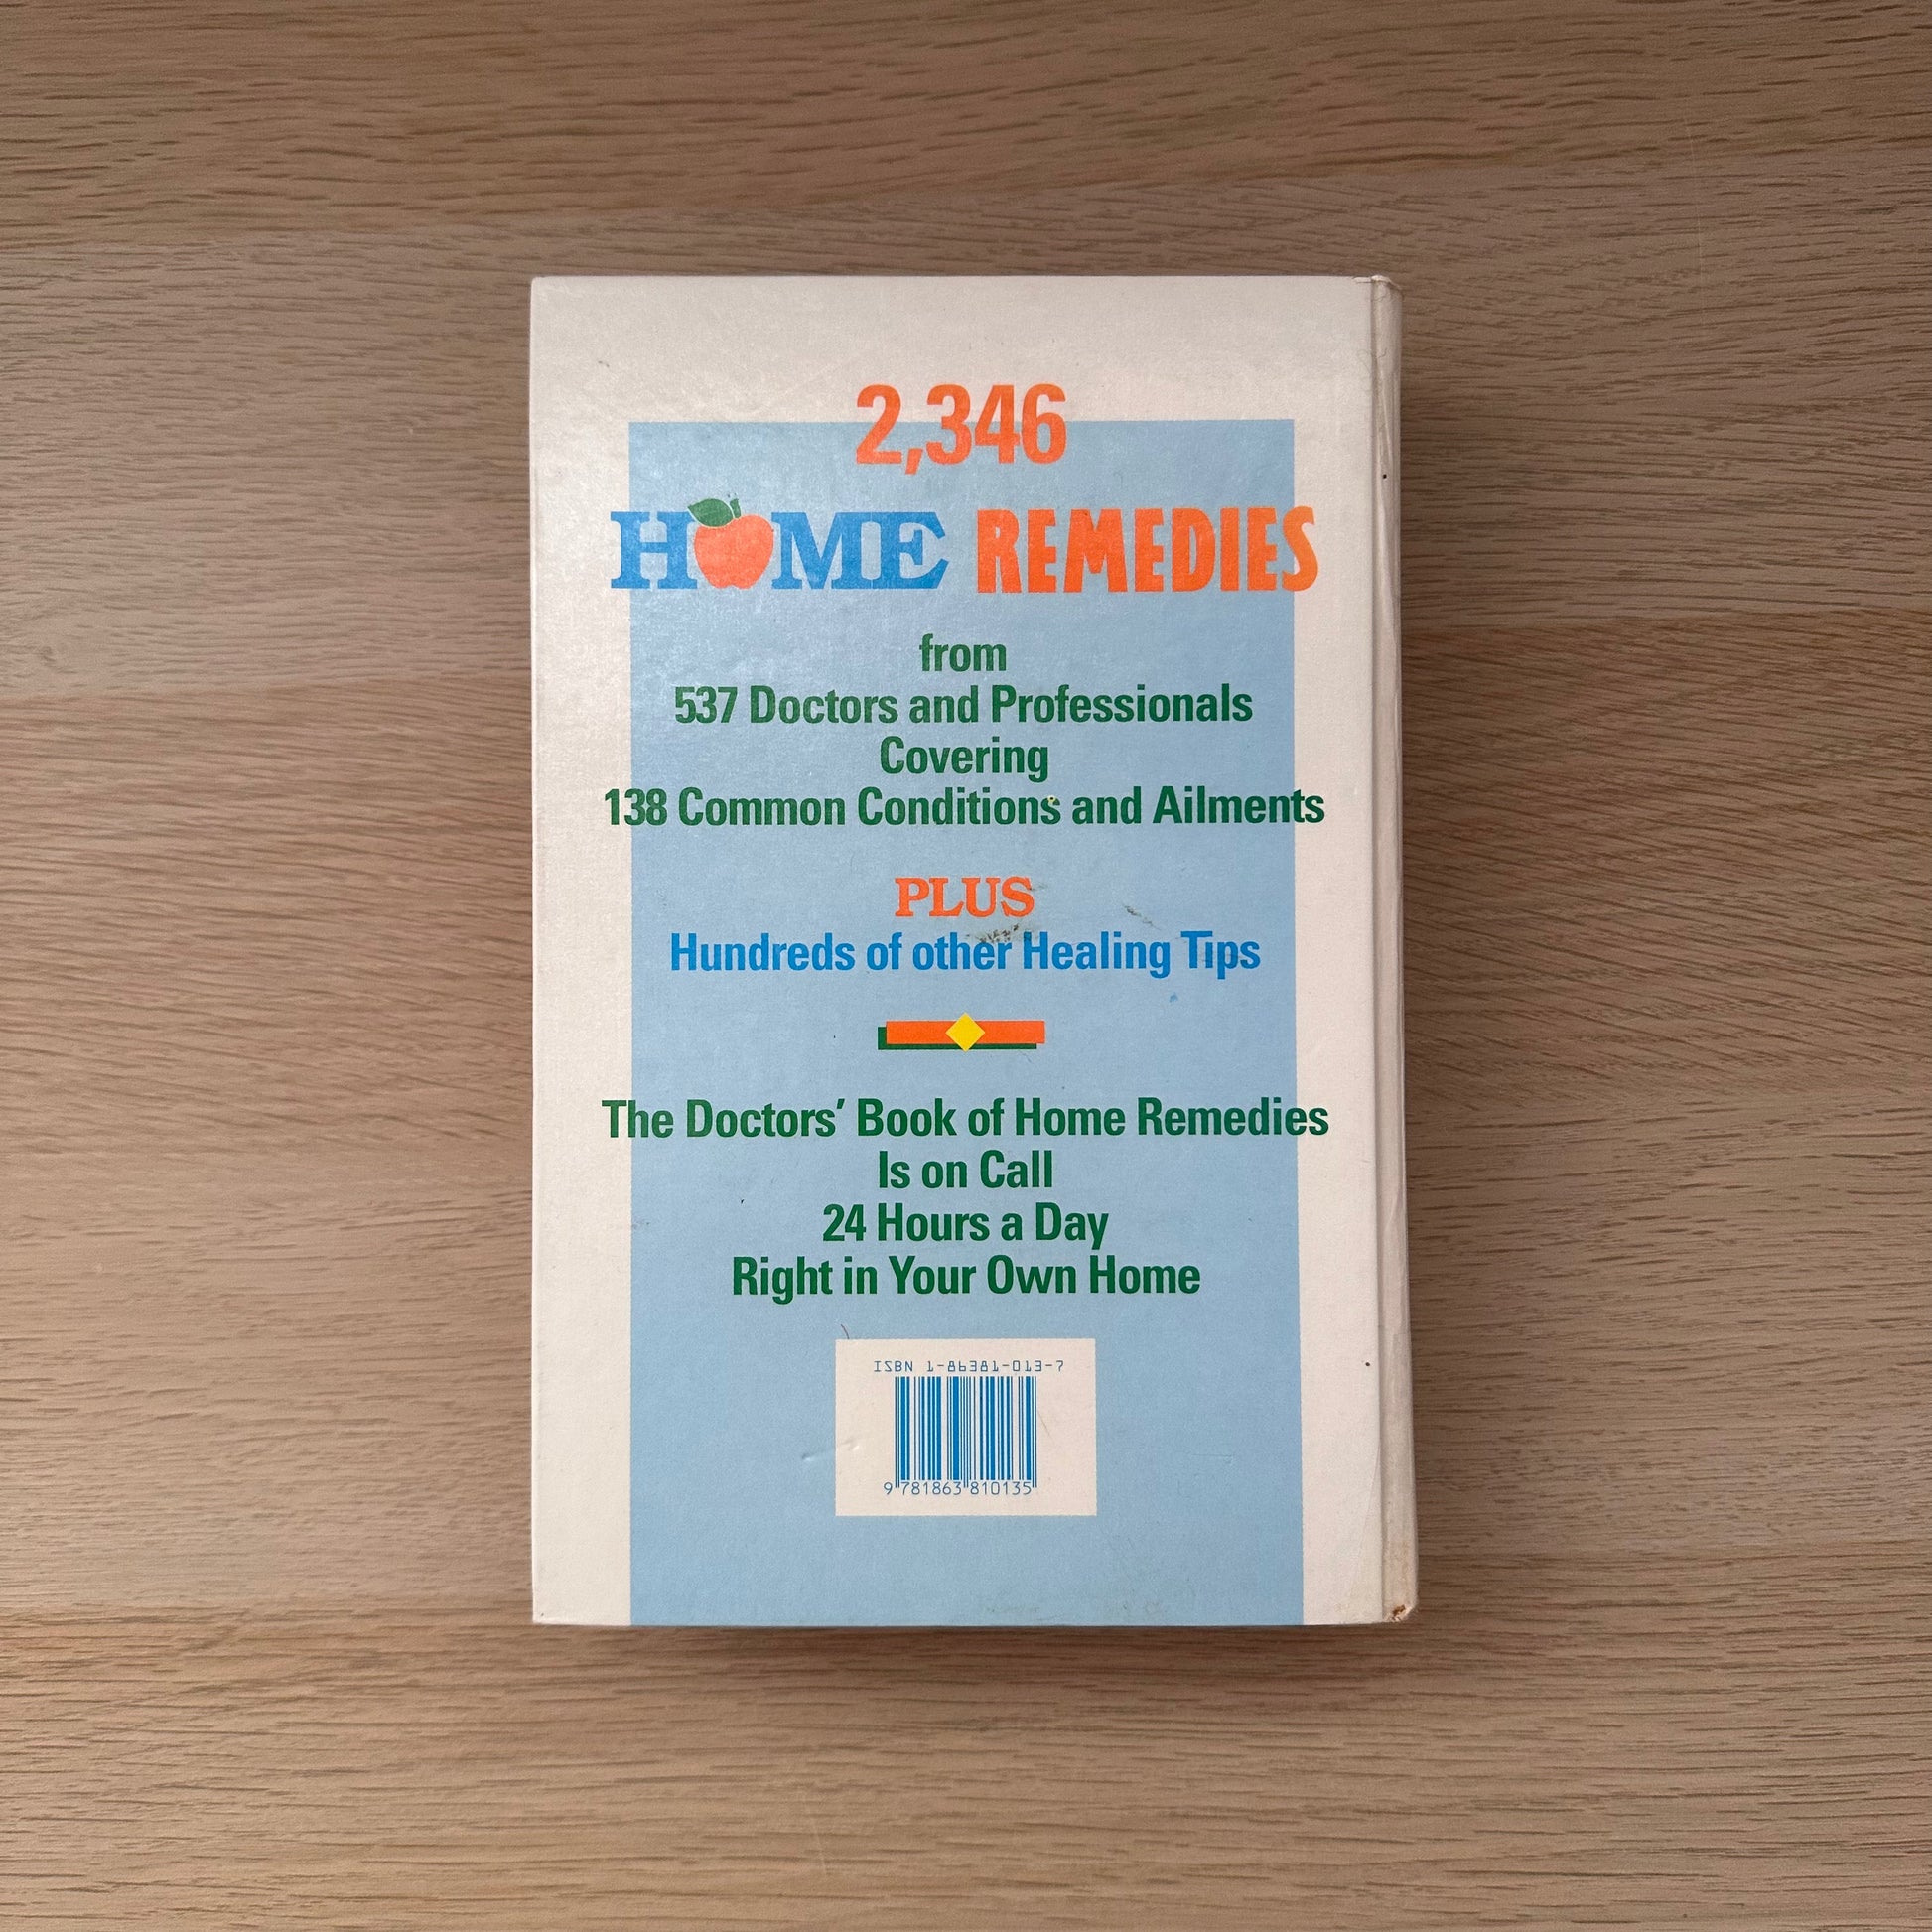 2,346
HOME REMEDIES
from
537 Doctors and Professionals
Covering
138 Common Conditions and Ailments
PLUS
Hundreds of other Healing Tips
The Doctors' Book of Home Remedies
Is on Call
24 Hours a Day
Right in Your Own Home
ISBN 1-86381-013-7
9 781863 810135